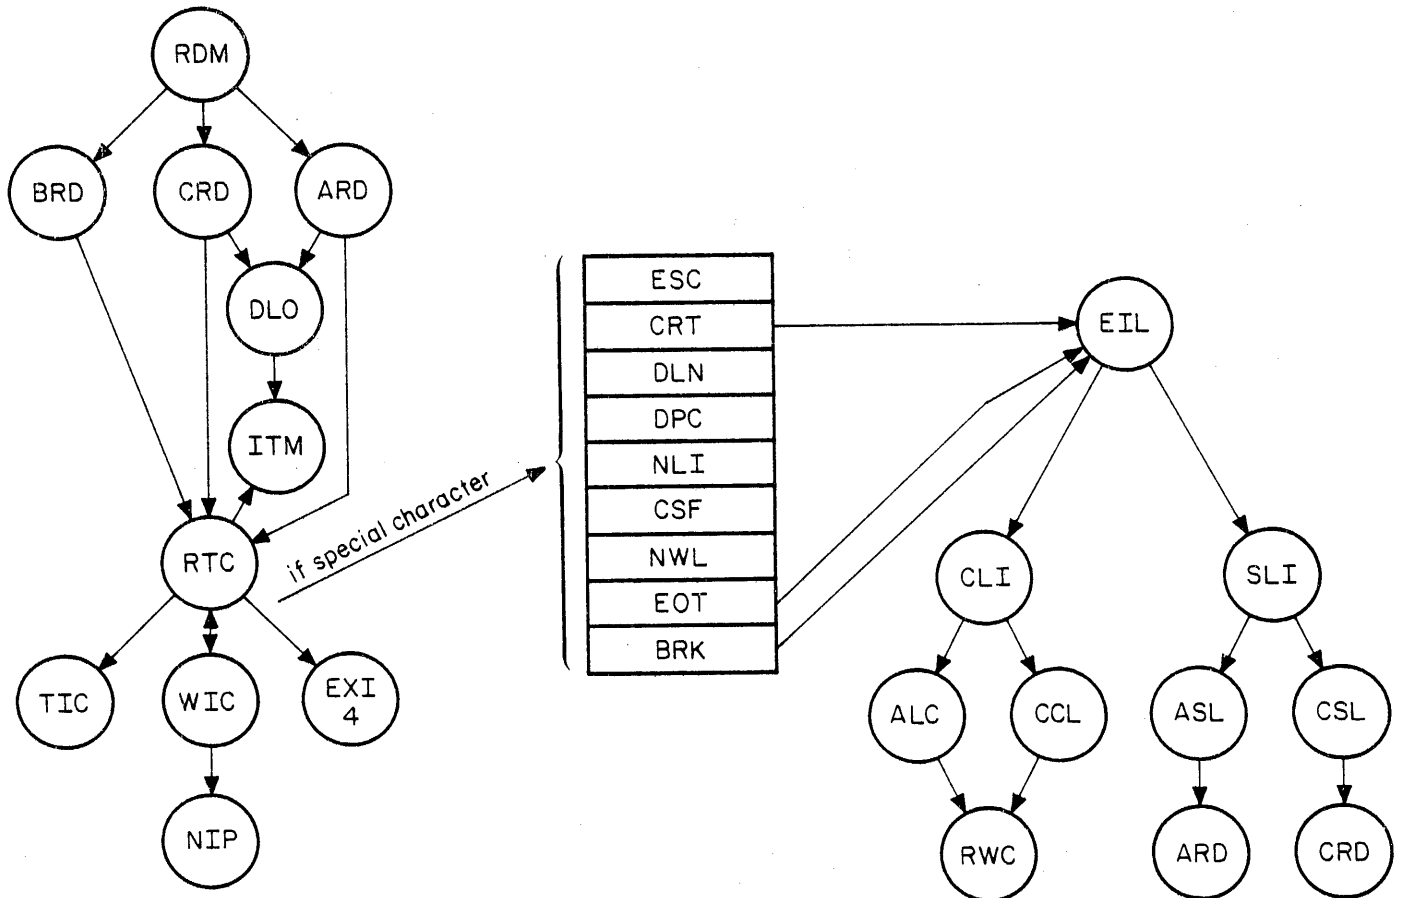 RDM
BRD
CRD
ARD
DLO
ITM
RTC
if special character
TIC
WIC
EXI
4
NIP
ESC
CRT
DLN
DPC
NLI
CSF
NWL
EOT
BRK
EIL
CLI
SLI
ALC
CCL
ASL
CSL
RWC
ARD
CRD